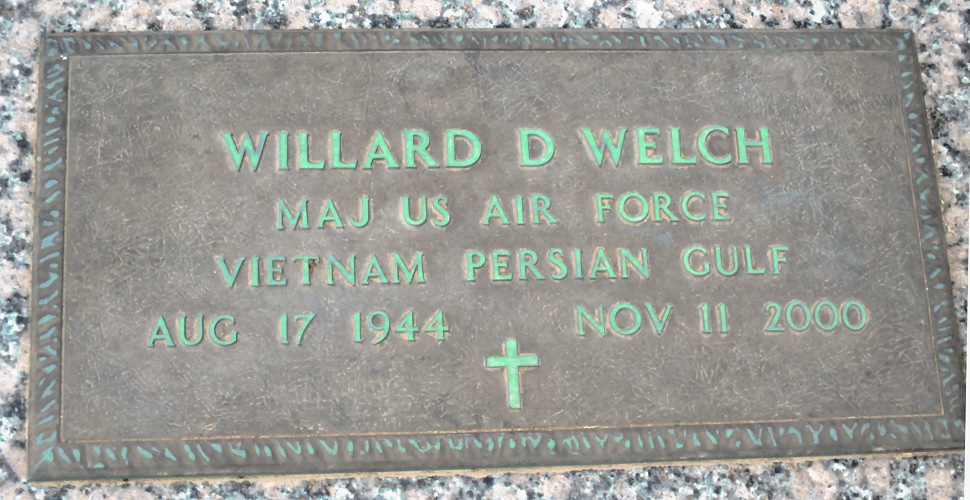 WILLARD D WELCH
MAJ US AIR FORCE
VIETNAM PERSIAN GULF
AUG 17 1944 NOV 11 2000